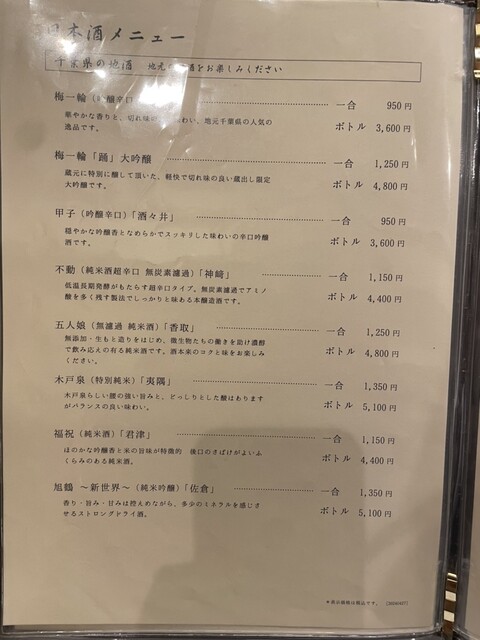 日本酒メニュー
千葉県の地酒 地元の酒をお楽しみください
梅一輪（吟醸辛口 一合 950円
華やかな香りと、切れ味 味わい、地元千葉県の人気の
逸品です。 ボトル 3,600円
梅一輪「踊」大吟醸 一合 1,250円
蔵元に特別に醸して頂いた、軽快で切れ味の良い蔵出し限定
大吟醸です。 ボトル 4,800円
甲子（吟醸辛口）「酒々井」 一合 950円
穏やかな吟醸香となめらかでスッキリした味わいの辛口吟醸
酒です。 ボトル 3,600円
不動（純米酒超辛口 無炭素濾過）「神崎」 一合 1,150円
低温長期発酵がもたらす超辛口タイプ。無炭素濾過でアミノ
酸を多く残す製法でしっかりと味ある本醸造酒です。 ボトル 4,400円
五人娘（無濾過 純米酒）「香取」 一合 1,250円
無添加・生もと造りをはじめ、微生物たちの働きを助け濃醇
で飲み応えの有る純米酒です。酒本来のコクと味をお楽しみ
ください。 ボトル 4,800円
木戸泉（特別純米）「夷隅」 一合 1,350円
木戸泉らしい腰の強い旨みと、どっしりとした酸はあります
がバランスの良い味わい。 ボトル 5,100円
福祝（純米酒）「君津」 一合 1,150円
ほのかな吟醸香と米の旨味が特徴的 後口のさばけがよいふ
くらみのある純米酒。 ボトル 4,400円
旭鶴 ～新世界～（純米吟醸）「佐倉」 一合 1,350円
香り・旨み・甘みは控えめながら、多少のミネラルを感じさ
せるストロングドライ酒。 ボトル 5,100円
＊表示価格は税込です。